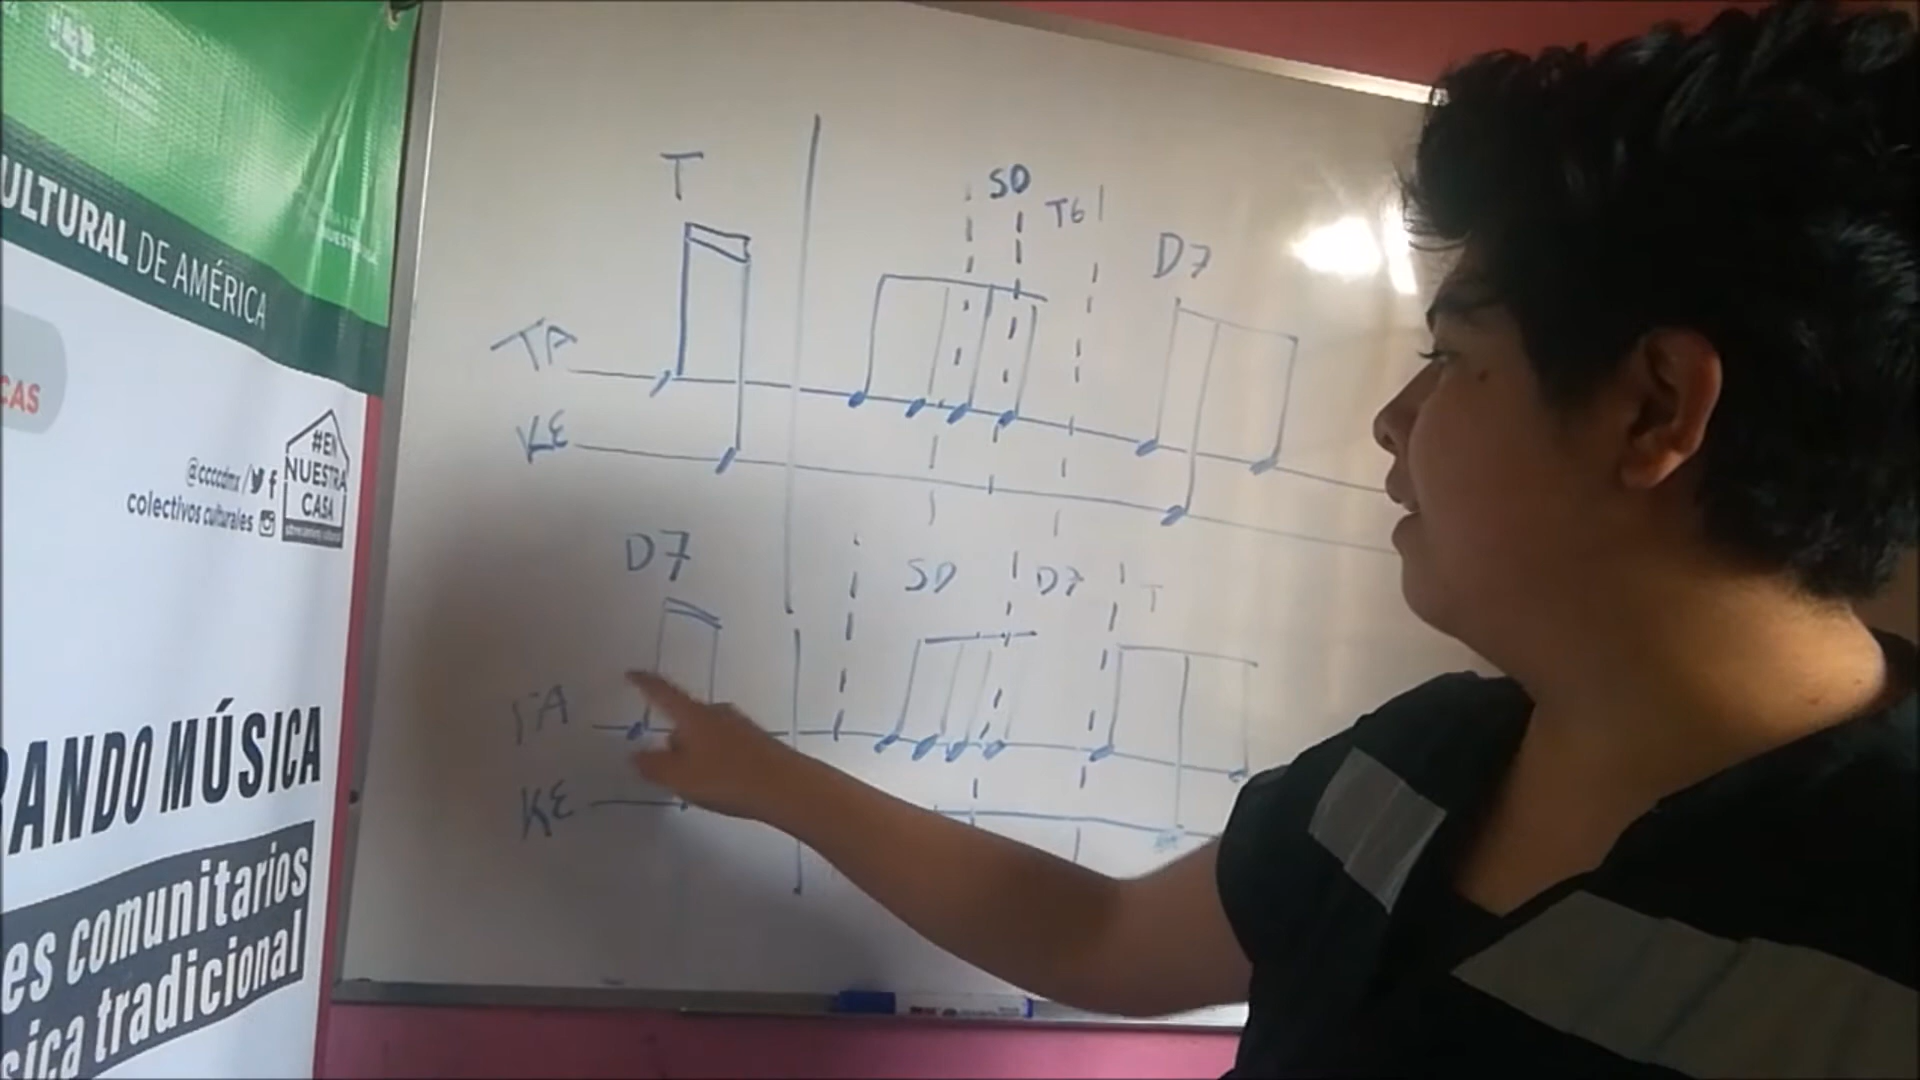 ULTURAL DE AMÉRICA
CAS
#EN
NUESTRA
CASA
@ccccdmx /
colectivos culturales
RANDO MÚSICA
es comunitarios
sica tradicional
T
SD
T6
D7
TA
KE
D7
SD
D7
T
TA
KE